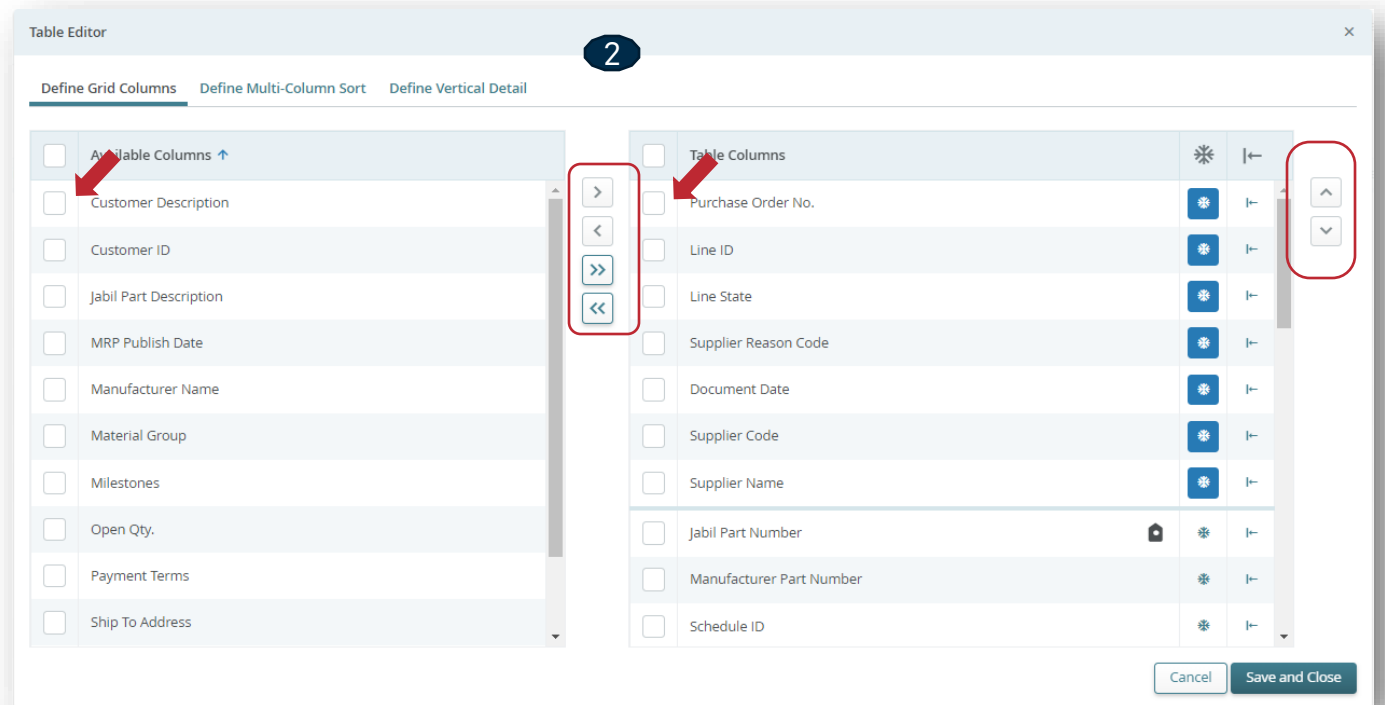 Table Editor
2
Define Grid Columns Define Multi-Column Sort Define Vertical Detail
Available Columns
Customer Description
Customer ID
Jabil Part Description
MRP Publish Date
Manufacturer Name
Material Group
Milestones
Open Qty.
Payment Terms
Ship To Address
Table Columns
Purchase Order No.
Line ID
Line State
Supplier Reason Code
Document Date
Supplier Code
Supplier Name
Jabil Part Number
Manufacturer Part Number
Schedule ID
Cancel Save and Close